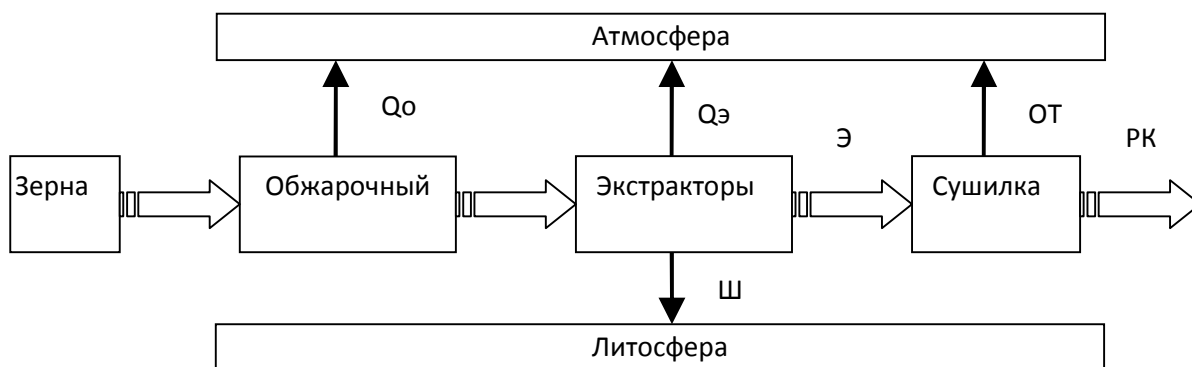 Атмосфера
Qо
Qэ
Э
ОТ
РК
Зерна
Обжарочный
Экстракторы
Сушилка
Ш
Литосфера